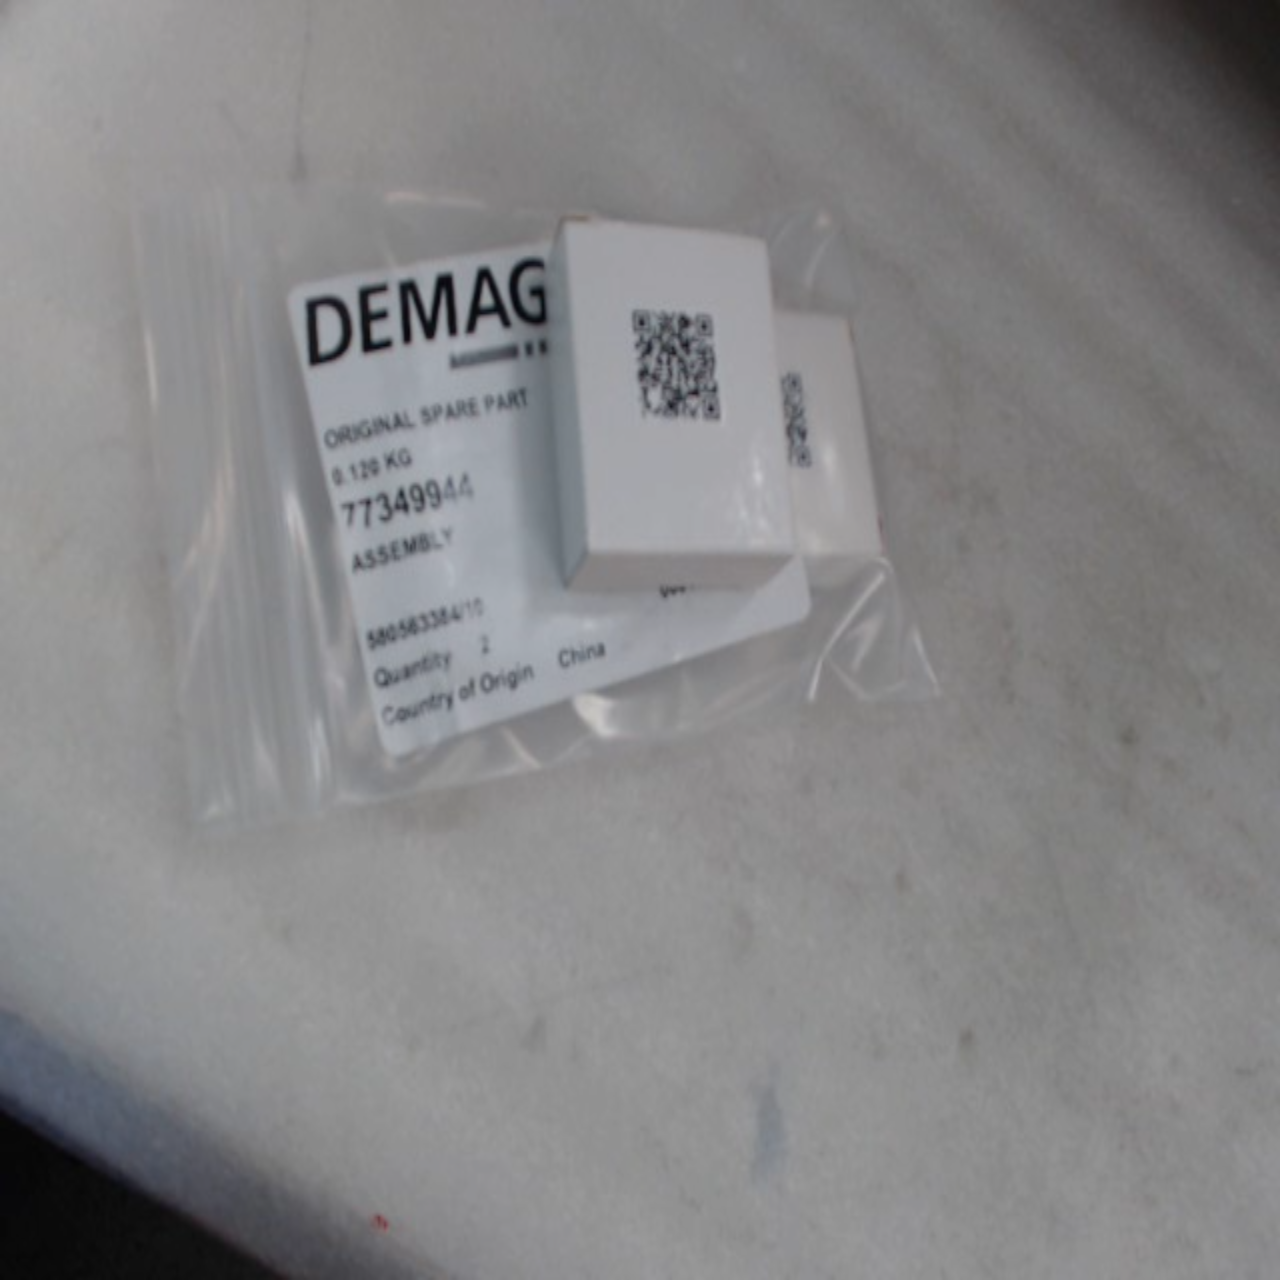 DEMAG
ORIGINAL SPARE PART
0.120 KG
77349944
ASSEMBLY
580563384/10
Quantity 2
Country of Origin China